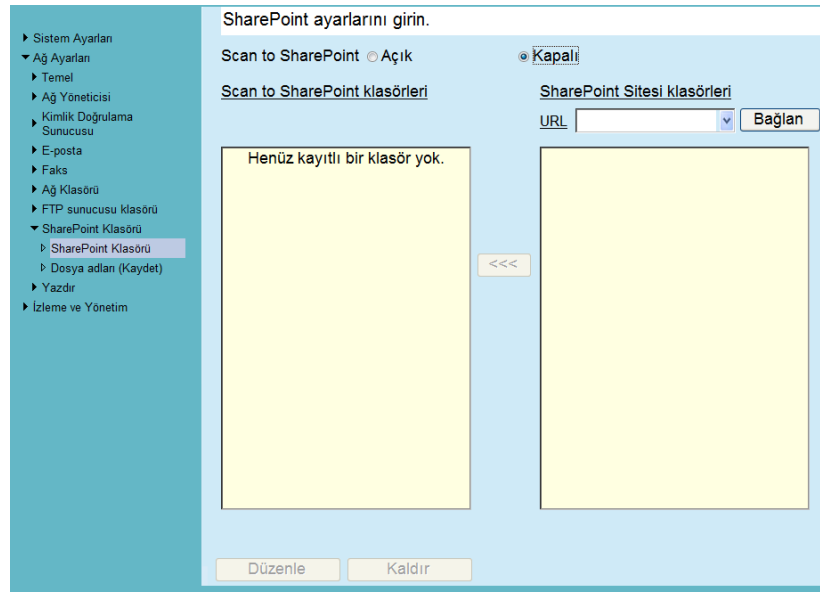 Sistem Ayarları
Ağ Ayarları
Temel
Ağ Yöneticisi
Kimlik Doğrulama
Sunucusu
E-posta
Faks
Ağ Klasörü
FTP sunucusu klasörü
SharePoint Klasörü
SharePoint Klasörü
Dosya adları (Kaydet)
Yazdır
İzleme ve Yönetim
SharePoint ayarlarını girin.
Scan to SharePoint Açık Kapalı
Scan to SharePoint klasörleri
SharePoint Sitesi klasörleri
URL Bağlan
Henüz kayıtlı bir klasör yok.
<<<
Düzenle Kaldır